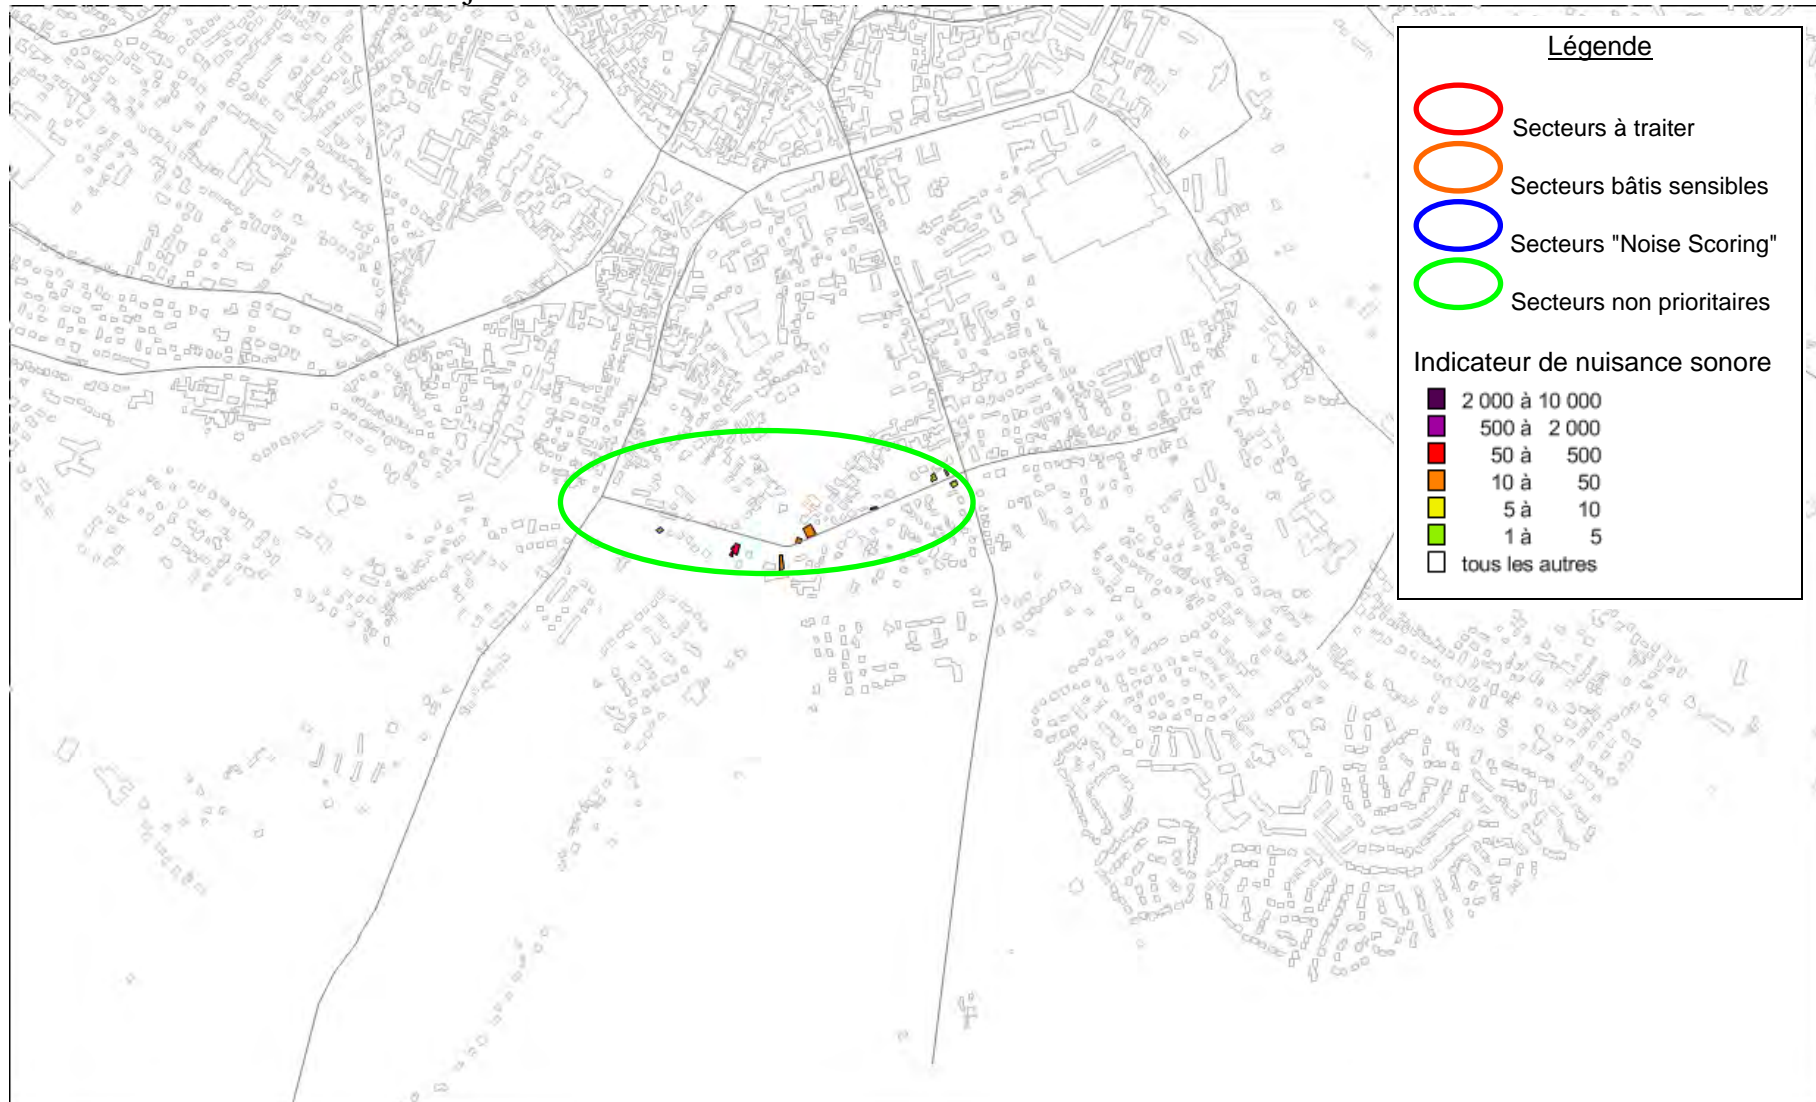 Légende
Secteurs à traiter
Secteurs bâtis sensibles
Secteurs "Noise Scoring"
Secteurs non prioritaires
Indicateur de nuisance sonore
2 000 à 10 000
500 à 2 000
50 à 500
10 à 50
5 à 10
1 à 5
tous les autres